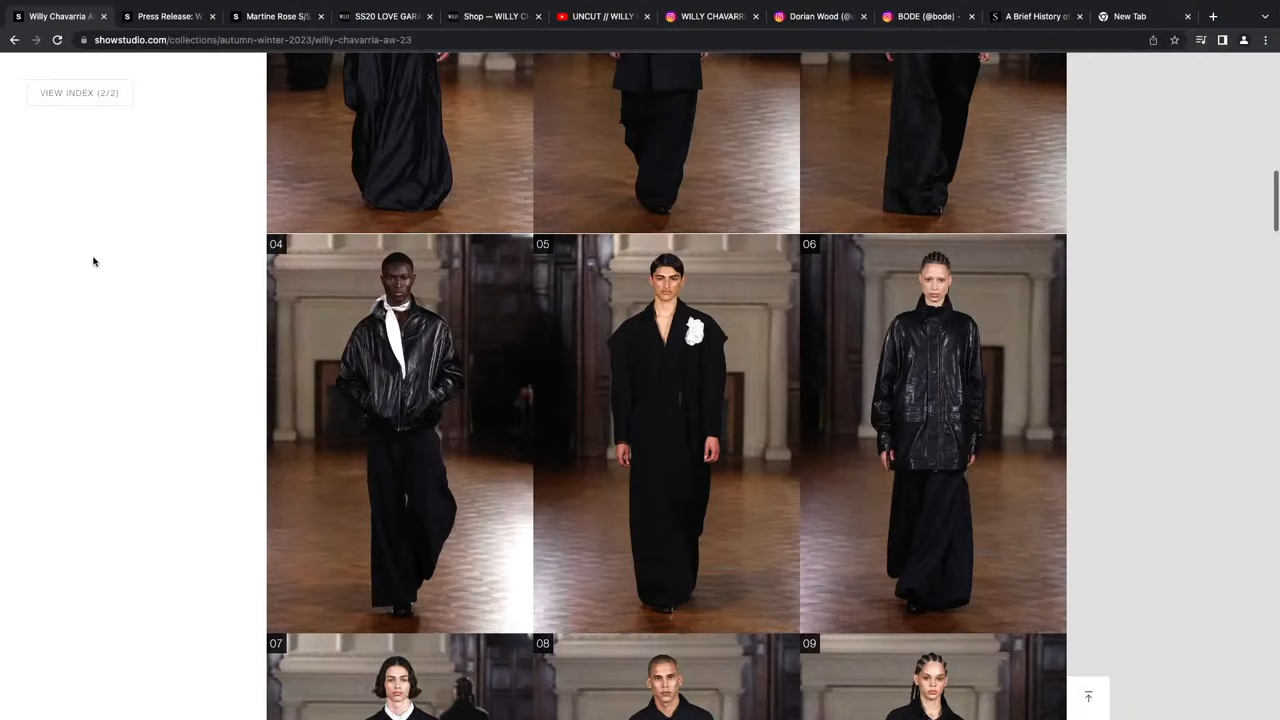 Willy Chavarria A
Press Release: W
Martine Rose S/S
SS20 LOVE GARA
Shop — WILLY C
UNCUT // WILLY
WILLY CHAVARR
Dorian Wood (@
BODE (@bode) -
A Brief History of
New Tab
showstudio.com/collections/autumn-winter-2023/willy-chavarria-aw-23
VIEW INDEX (2/2)
04
05
06
07
08
09